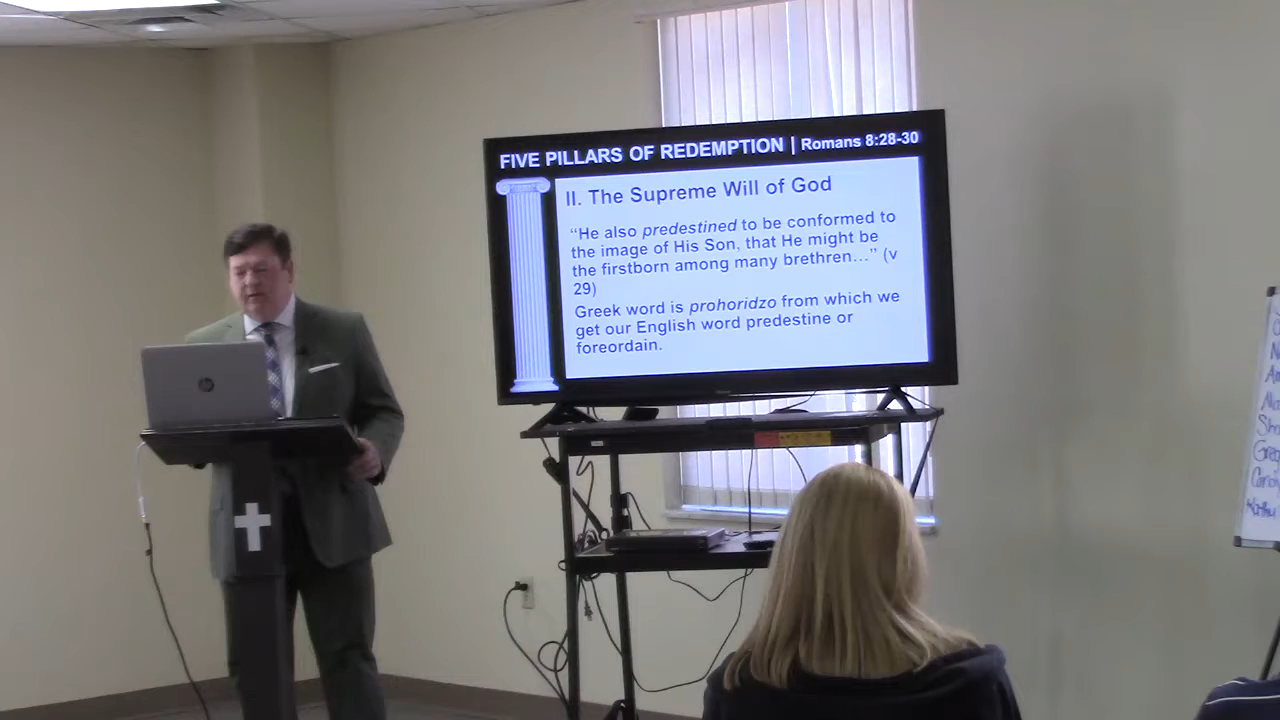 FIVE PILLARS OF REDEMPTION | Romans 8:28-30
II. The Supreme Will of God
“He also predestined to be conformed to
the image of His Son, that He might be
the firstborn among many brethren…” (v
29)
Greek word is prohoridzo from which we
get our English word predestine or
foreordain.
hp